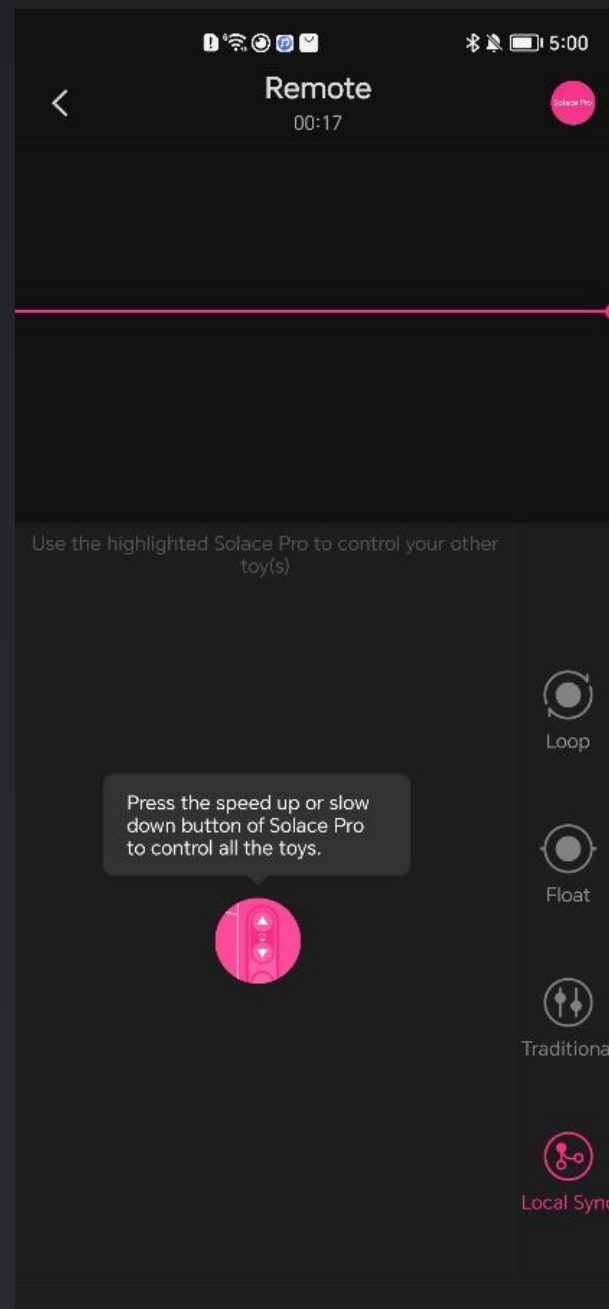 5:00
Remote
00:17
Solace Pro
Use the highlighted Solace Pro to control your other
toy(s)
Loop
Press the speed up or slow
down button of Solace Pro
to control all the toys.
Float
Traditiona
Local Sync